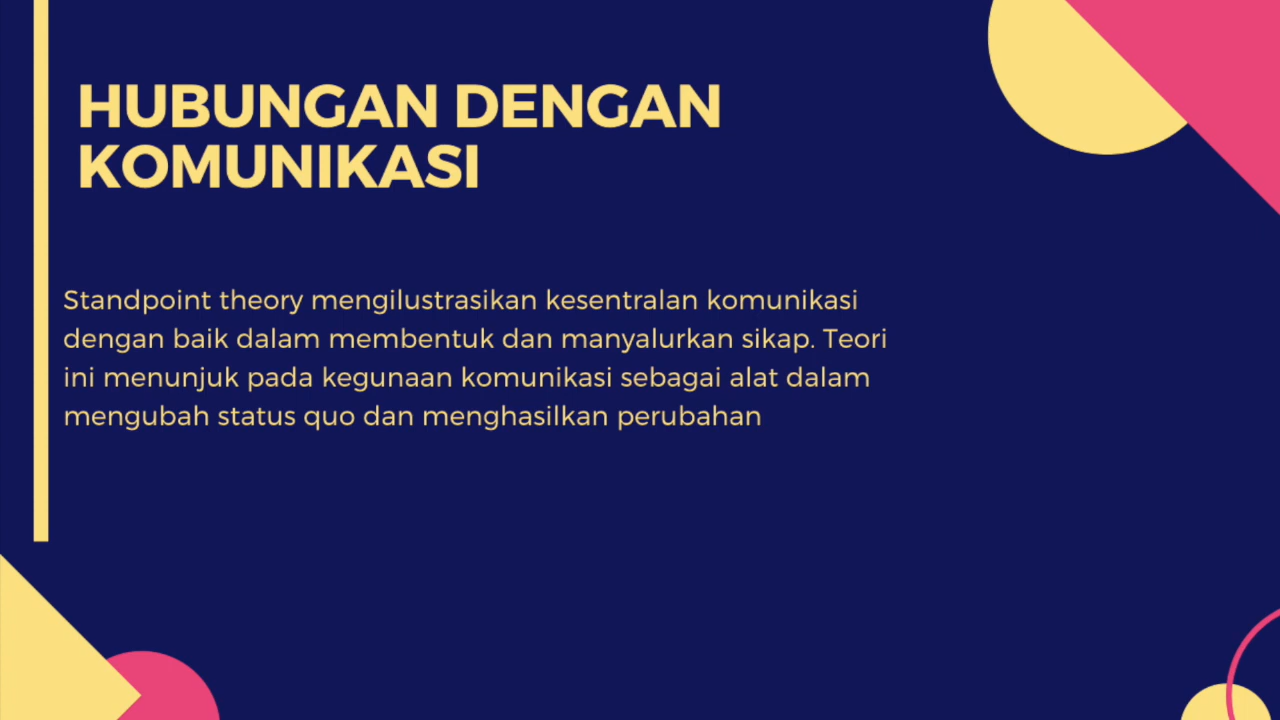 HUBUNGAN DENGAN
KOMUNIKASI
Standpoint theory mengilustrasikan kesentralan komunikasi
dengan baik dalam membentuk dan manyalurkan sikap. Teori
ini menunjuk pada kegunaan komunikasi sebagai alat dalam
mengubah status quo dan menghasilkan perubahan